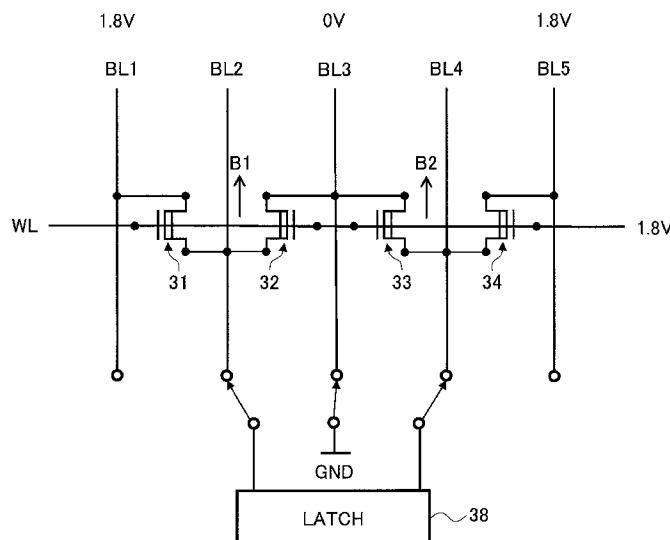 1.8V 0V 1.8V
BL1 BL2 BL3 BL4 BL5
B1 B2
WL 1.8V
31 32 33 34
GND
LATCH 38